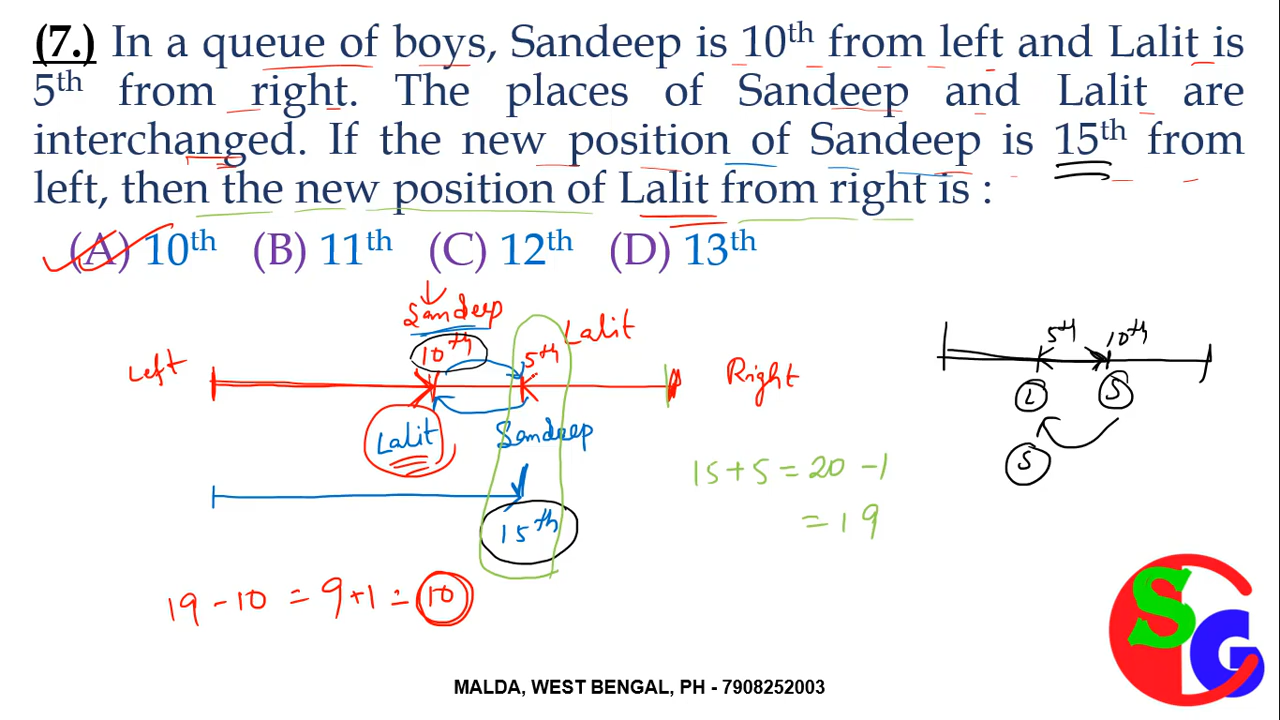 (7.) In a queue of boys, Sandeep is 10th from left and Lalit is
5th from right. The places of Sandeep and Lalit are
interchanged. If the new position of Sandeep is 15th from
left, then the new position of Lalit from right is :
(A) 10th (B) 11th (C) 12th (D) 13th
Sandeep
Lalit
10th
5th
Left
Right
Lalit
Sandeep
15th
5th
10th
L
S
S
15+5 = 20 -1
= 19
19 - 10 = 9+1 = 10
SG
MALDA, WEST BENGAL, PH - 7908252003